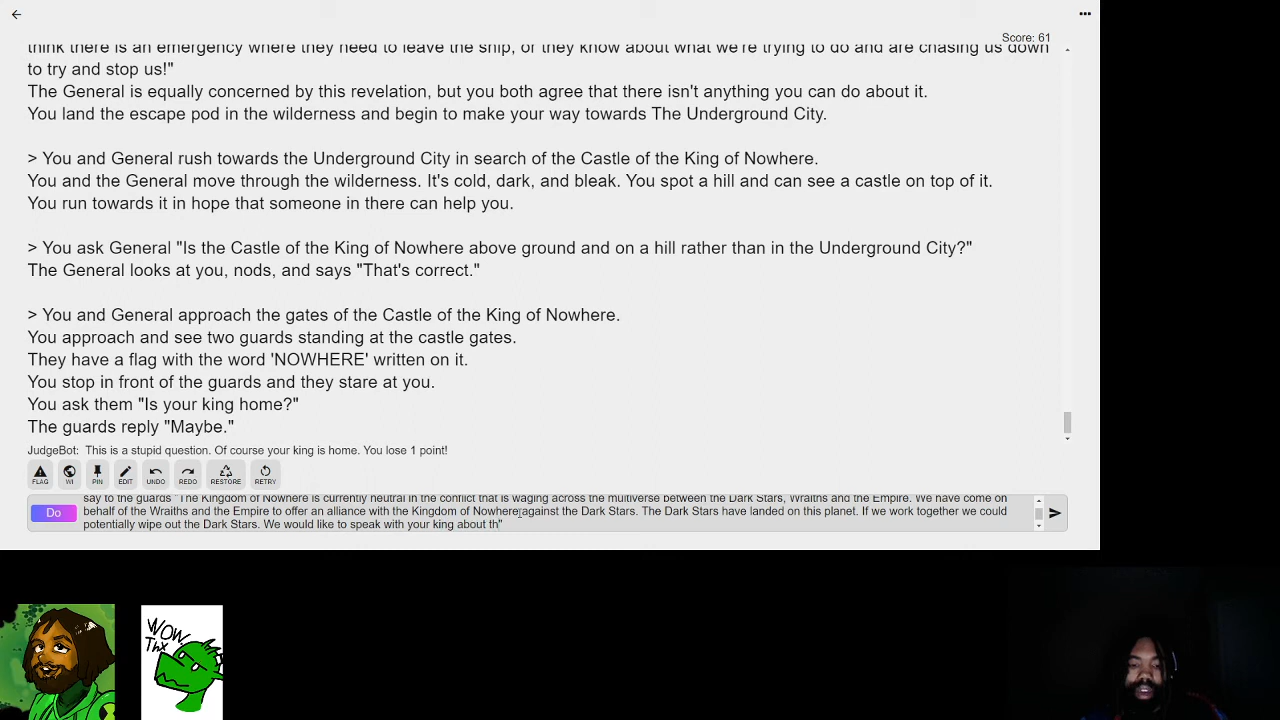 Score: 61
think there is an emergency where they need to leave the ship, or they know about what we're trying to do and are chasing us down
to try and stop us!"
The General is equally concerned by this revelation, but you both agree that there isn't anything you can do about it.
You land the escape pod in the wilderness and begin to make your way towards The Underground City.
> You and General rush towards the Underground City in search of the Castle of the King of Nowhere.
You and the General move through the wilderness. It's cold, dark, and bleak. You spot a hill and can see a castle on top of it.
You run towards it in hope that someone in there can help you.
> You ask General "Is the Castle of the King of Nowhere above ground and on a hill rather than in the Underground City?"
The General looks at you, nods, and says "That's correct."
> You and General approach the gates of the Castle of the King of Nowhere.
You approach and see two guards standing at the castle gates.
They have a flag with the word 'NOWHERE' written on it.
You stop in front of the guards and they stare at you.
You ask them "Is your king home?"
The guards reply "Maybe."
JudgeBot: This is a stupid question. Of course your king is home. You lose 1 point!
FLAG WI PIN EDIT UNDO REDO RESTORE RETRY
say to the guards "The Kingdom of Nowhere is currently neutral in the conflict that is waging across the multiverse between the Dark Stars, Wraiths and the Empire. We have come on
Do behalf of the Wraiths and the Empire to offer an alliance with the Kingdom of Nowhere against the Dark Stars. The Dark Stars have landed on this planet. If we work together we could
potentially wipe out the Dark Stars. We would like to speak with your king about th"
WOW
Thx